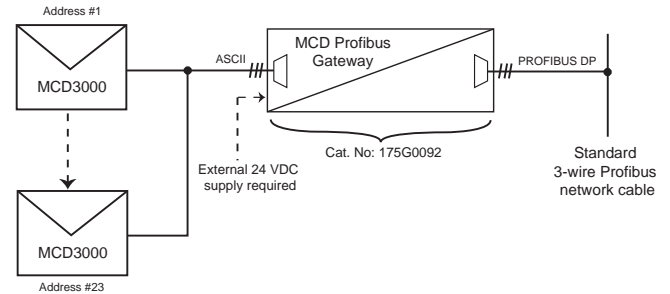 Address #1
MCD3000
ASCII
MCD Profibus
Gateway
PROFIBUS DP
External 24 VDC
supply required
Cat. No: 175G0092
Standard
3-wire Profibus
network cable
MCD3000
Address #23